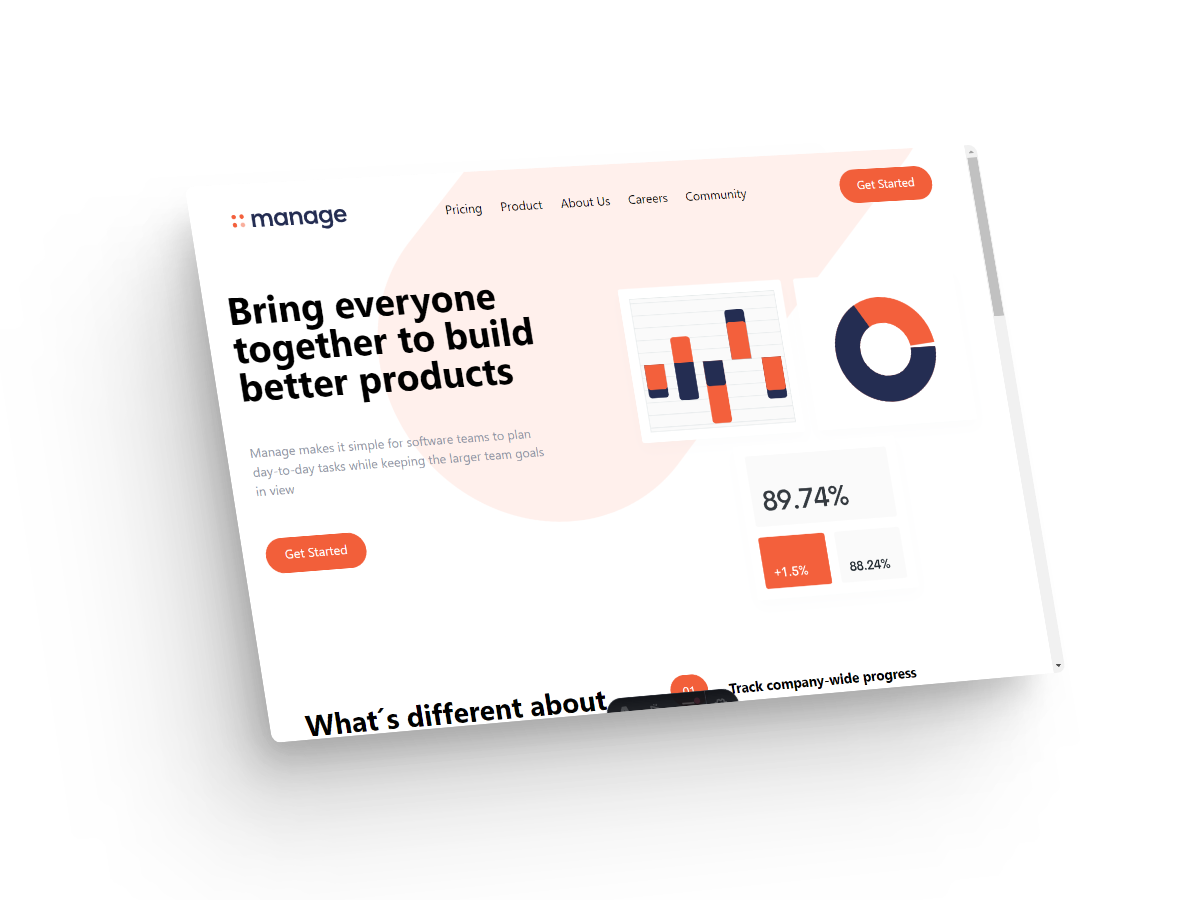 manage
Pricing Product About Us Careers Community
Get Started
Bring everyone
together to build
better products
Manage makes it simple for software teams to plan
day-to-day tasks while keeping the larger team goals
in view
Get Started
89.74%
+1.5%
88.24%
What´s different about
01
Track company-wide progress